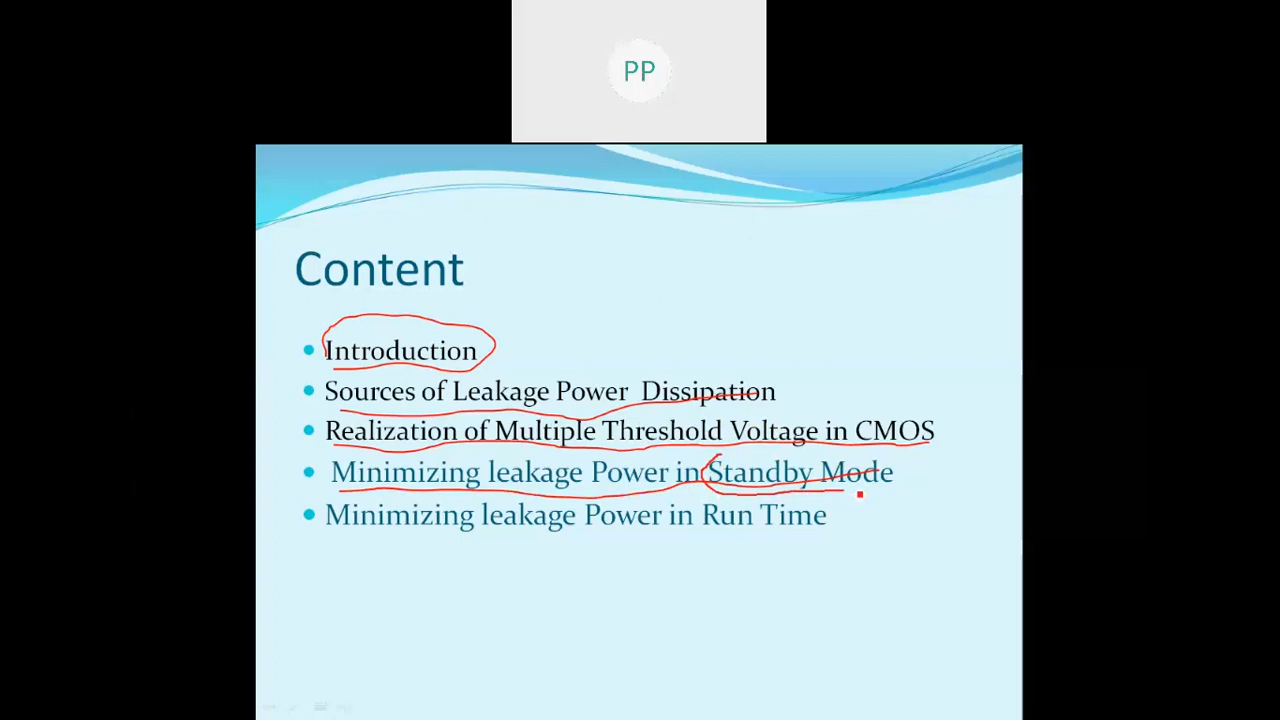 PP
Content
Introduction
Sources of Leakage Power Dissipation
Realization of Multiple Threshold Voltage in CMOS
Minimizing leakage Power in Standby Mode
Minimizing leakage Power in Run Time